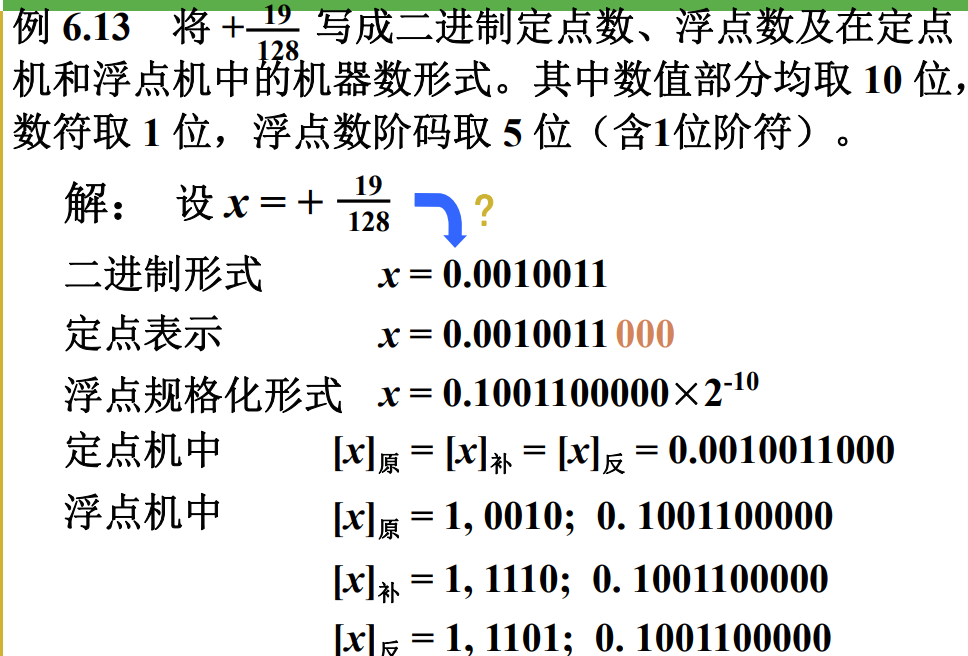 例 6.13 将 +19/128 写成二进制定点数、浮点数及在定点
机和浮点机中的机器数形式。其中数值部分均取 10 位，
数符取 1 位，浮点数阶码取 5 位（含1位阶符）。
解： 设 x = + 19/128 ?
二进制形式 x = 0.0010011
定点表示 x = 0.0010011 000
浮点规格化形式 x = 0.1001100000×2^-10
定点机中 [x]原 = [x]补 = [x]反 = 0.0010011000
浮点机中 [x]原 = 1, 0010; 0. 1001100000
[x]补 = 1, 1110; 0. 1001100000
[x]反 = 1, 1101; 0. 1001100000